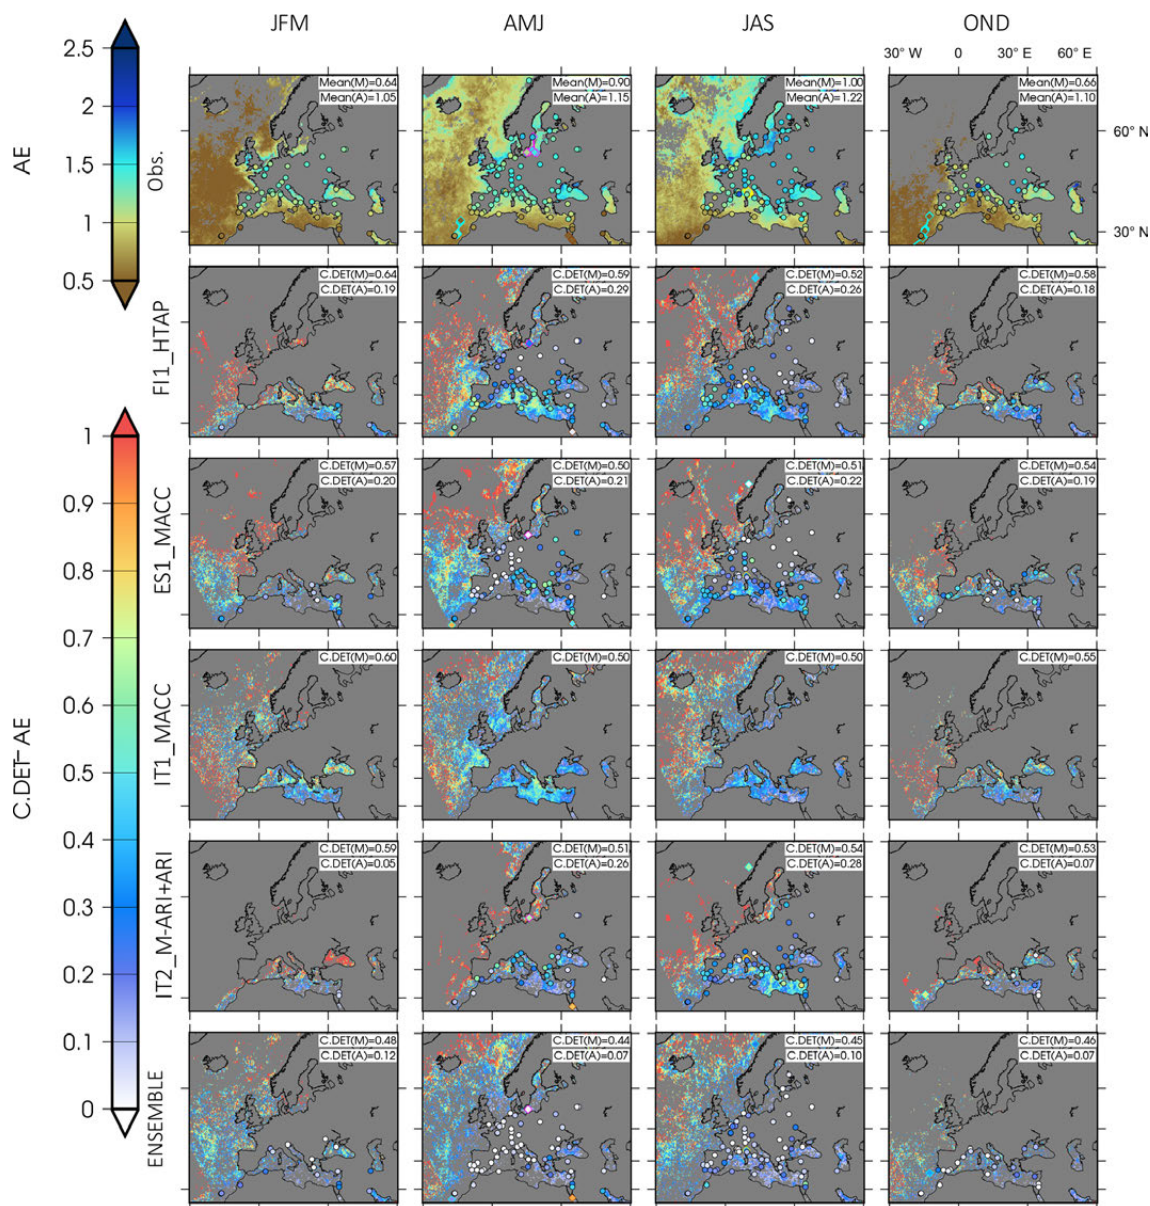 JFM AMJ JAS OND
30° W 0 30° E 60° E
2.5
2
1.5
1
0.5
AE
Obs.
Mean(M)=0.64
Mean(A)=1.05
Mean(M)=0.90
Mean(A)=1.15
Mean(M)=1.00
Mean(A)=1.22
Mean(M)=0.66
Mean(A)=1.10
60° N
30° N
FI1_HTAP
C.DET(M)=0.64
C.DET(A)=0.19
C.DET(M)=0.59
C.DET(A)=0.29
C.DET(M)=0.52
C.DET(A)=0.26
C.DET(M)=0.58
C.DET(A)=0.18
C.DET-AE
1
0.9
0.8
0.7
0.6
0.5
0.4
0.3
0.2
0.1
0
ES1_MACC
C.DET(M)=0.57
C.DET(A)=0.20
C.DET(M)=0.50
C.DET(A)=0.21
C.DET(M)=0.51
C.DET(A)=0.22
C.DET(M)=0.54
C.DET(A)=0.19
IT1_MACC
C.DET(M)=0.60
C.DET(M)=0.50
C.DET(M)=0.50
C.DET(M)=0.55
IT2_M-ARI+ARI
C.DET(M)=0.59
C.DET(A)=0.05
C.DET(M)=0.51
C.DET(A)=0.26
C.DET(M)=0.54
C.DET(A)=0.28
C.DET(M)=0.53
C.DET(A)=0.07
ENSEMBLE
C.DET(M)=0.48
C.DET(A)=0.12
C.DET(M)=0.44
C.DET(A)=0.07
C.DET(M)=0.45
C.DET(A)=0.10
C.DET(M)=0.46
C.DET(A)=0.07